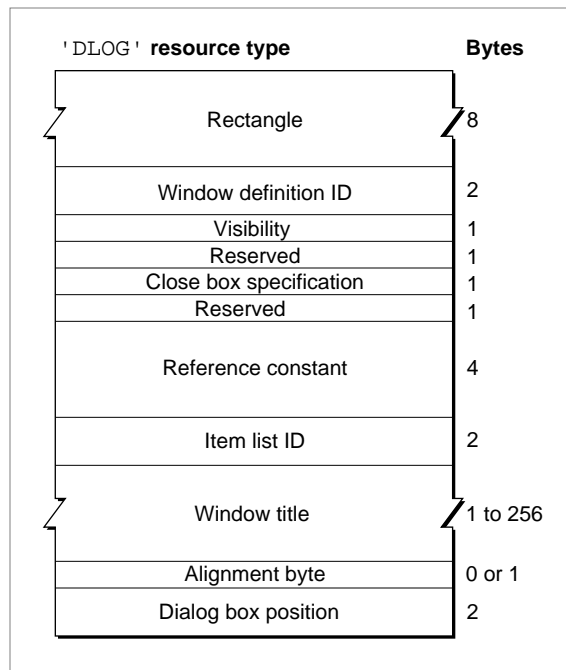 'DLOG' resource type Bytes
Rectangle 8
Window definition ID 2
Visibility 1
Reserved 1
Close box specification 1
Reserved 1
Reference constant 4
Item list ID 2
Window title 1 to 256
Alignment byte 0 or 1
Dialog box position 2